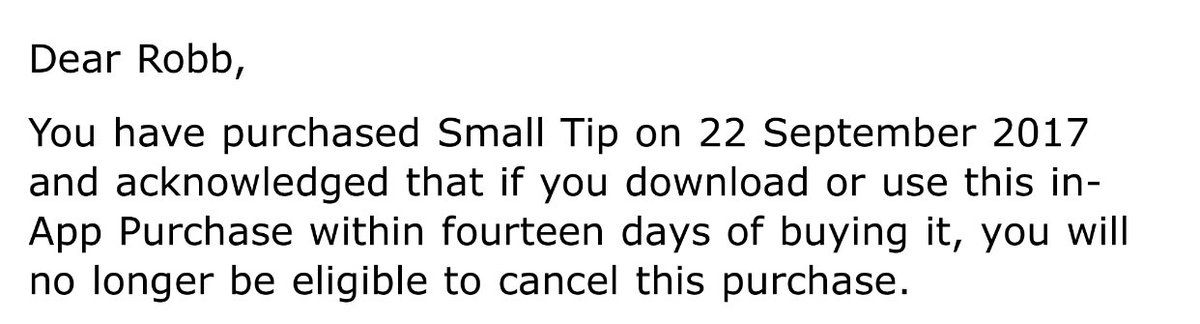 Dear Robb,
You have purchased Small Tip on 22 September 2017
and acknowledged that if you download or use this in-
App Purchase within fourteen days of buying it, you will
no longer be eligible to cancel this purchase.